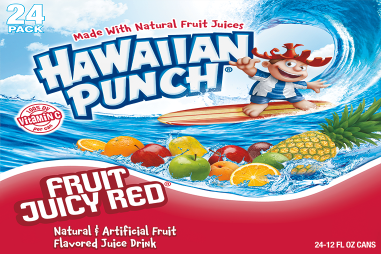 24
PACK
Made With Natural Fruit Juices
HAWAIIAN
PUNCH®
100% OF
VITAMIN C
per can
FRUIT
JUICY RED®
Natural & Artificial Fruit
Flavored Juice Drink
24-12 FL OZ CANS